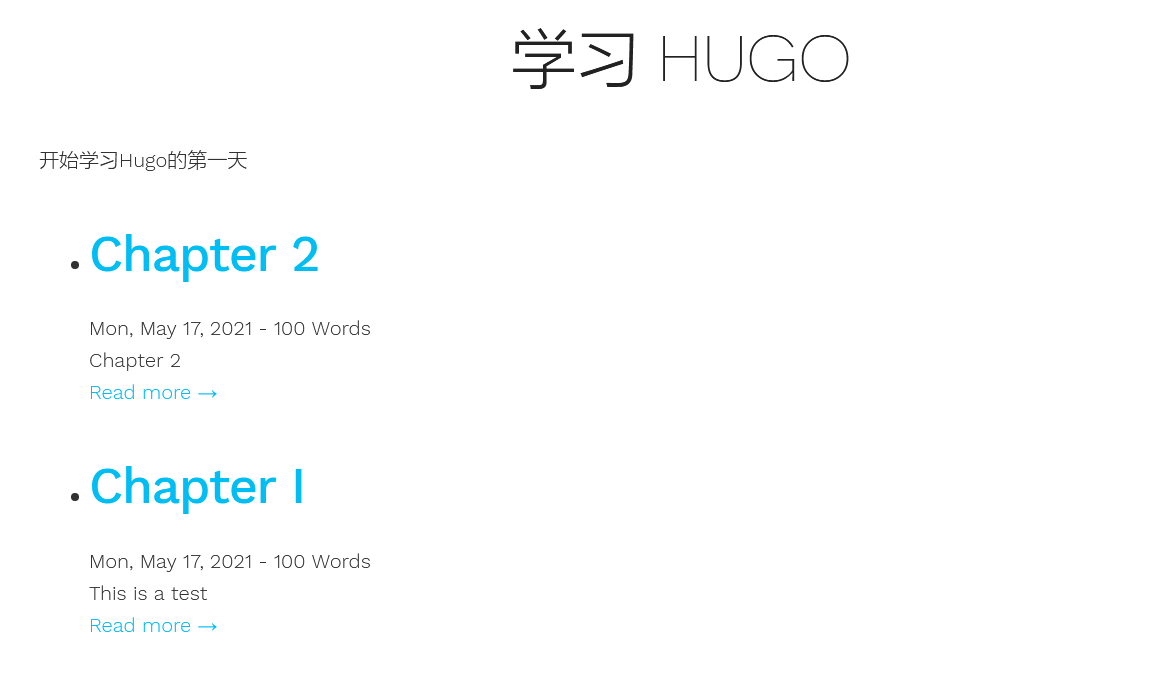 学习 HUGO
开始学习Hugo的第一天
Chapter 2
Mon, May 17, 2021 - 100 Words
Chapter 2
Read more →
Chapter I
Mon, May 17, 2021 - 100 Words
This is a test
Read more →